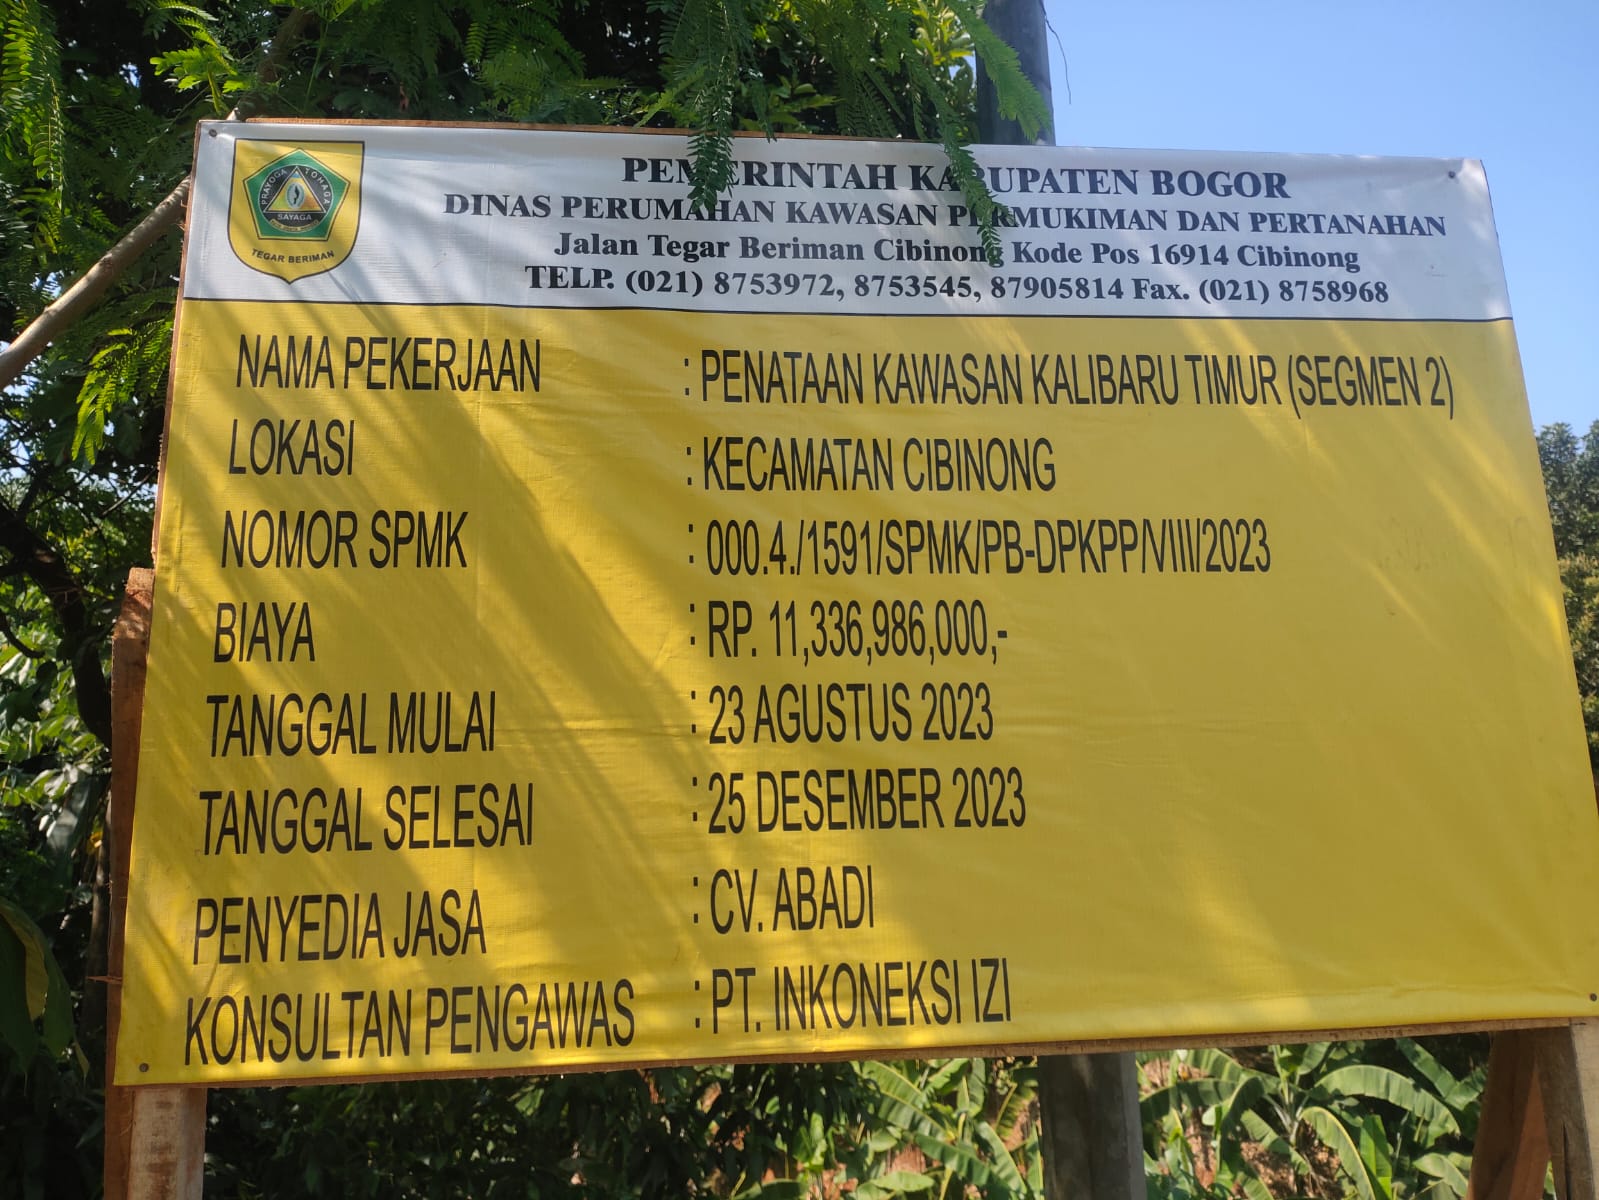 PRAYOGA TOHAGA
SAYAGA
TEGAR BERIMAN
PEMERINTAH KABUPATEN BOGOR
DINAS PERUMAHAN KAWASAN PERMUKIMAN DAN PERTANAHAN
Jalan Tegar Beriman Cibinong Kode Pos 16914 Cibinong
TELP. (021) 8753972, 8753545, 87905814 Fax. (021) 8758968
NAMA PEKERJAAN : PENATAAN KAWASAN KALIBARU TIMUR (SEGMEN 2)
LOKASI : KECAMATAN CIBINONG
NOMOR SPMK : 000.4./1591/SPMK/PB-DPKPP/VIII/2023
BIAYA : RP. 11,336,986,000,-
TANGGAL MULAI : 23 AGUSTUS 2023
TANGGAL SELESAI : 25 DESEMBER 2023
PENYEDIA JASA : CV. ABADI
KONSULTAN PENGAWAS : PT. INKONEKSI IZI